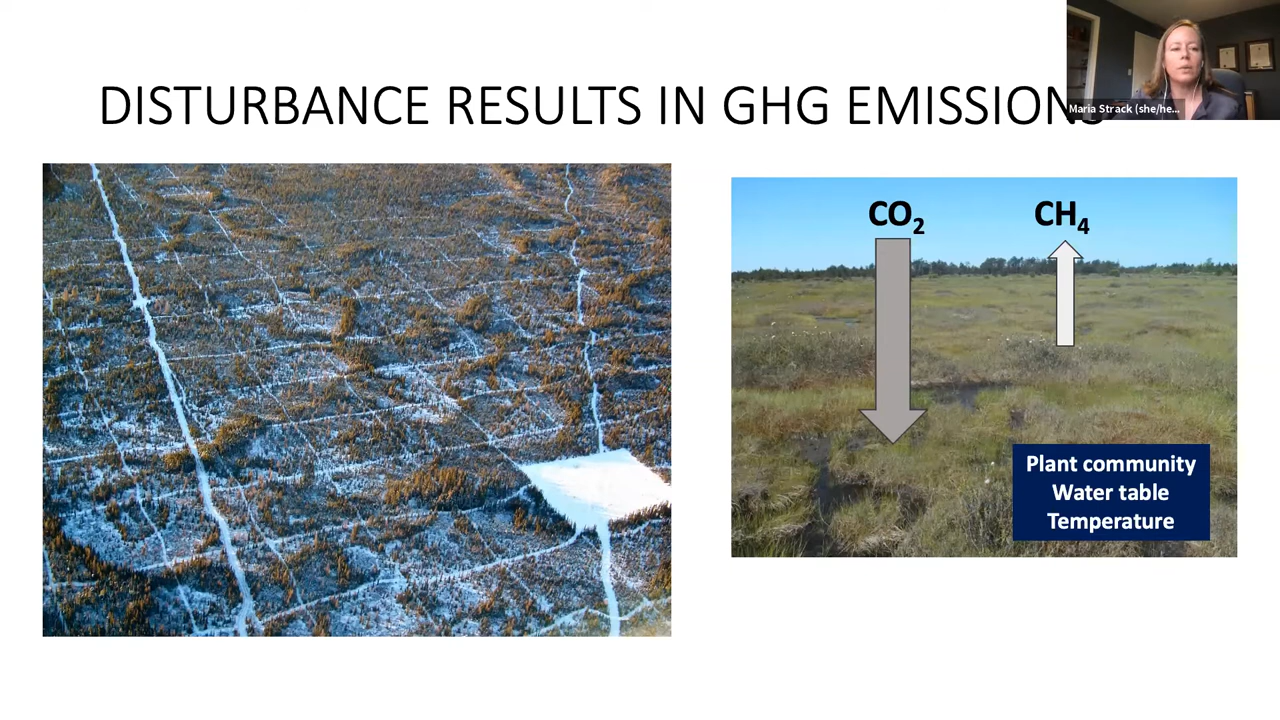 DISTURBANCE RESULTS IN GHG EMISSIONS
Maria Strack (she/he...
CO₂
CH₄
Plant community
Water table
Temperature